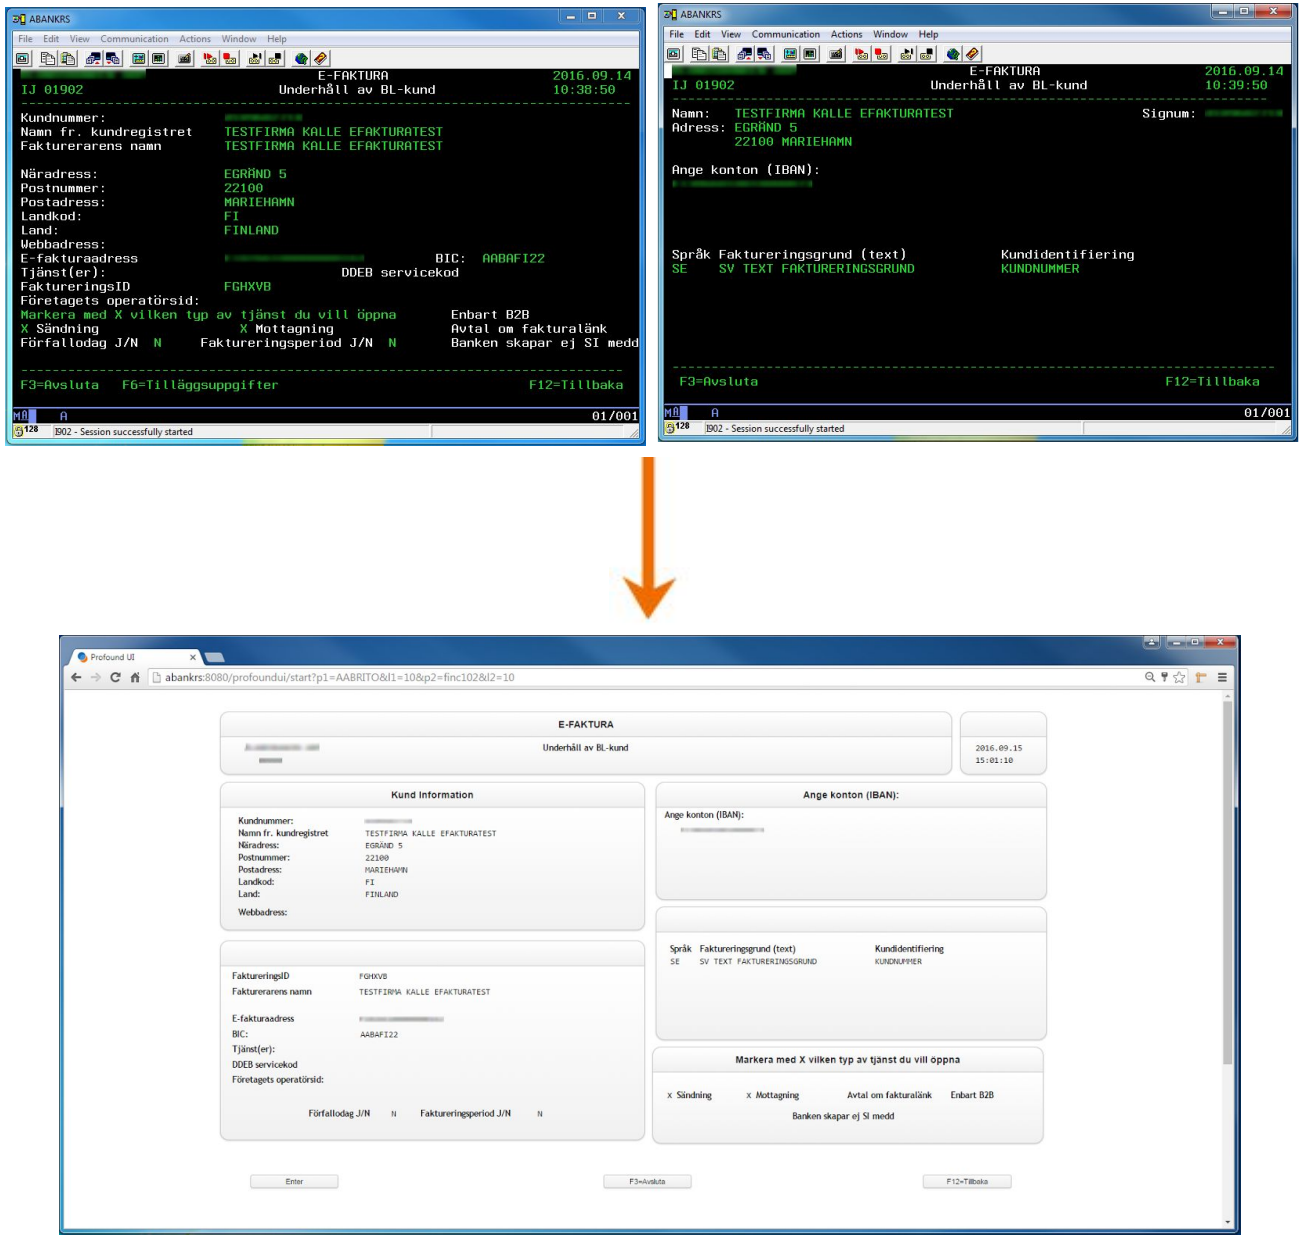 ABANKRS
File Edit View Communication Actions Window Help
E-FAKTURA 2016.09.14
IJ 01902 Underhåll av BL-kund 10:38:50
Kundnummer:
Namn fr. kundregistret TESTFIRMA KALLE EFAKTURATEST
Fakturerarens namn TESTFIRMA KALLE EFAKTURATEST
Näradress: EGRÄND 5
Postnummer: 22100
Postadress: MARIEHAMN
Landkod: FI
Land: FINLAND
Webbadress:
E-fakturaadress BIC: AABAFI22
Tjänst(er): DDEB servicekod
FaktureringsID FGHXVB
Företagets operatörsid:
Markera med X vilken typ av tjänst du vill öppna Enbart B2B
X Sändning X Mottagning Avtal om fakturalänk
Förfallodag J/N N Faktureringsperiod J/N N Banken skapar ej SI medd
F3=Avsluta F6=Tilläggsuppgifter F12=Tillbaka
MA A 01/001
128 I902 - Session successfully started
ABANKRS
File Edit View Communication Actions Window Help
E-FAKTURA 2016.09.14
IJ 01902 Underhåll av BL-kund 10:39:50
Namn: TESTFIRMA KALLE EFAKTURATEST Signum:
Adress: EGRÄND 5
22100 MARIEHAMN
Ange konton (IBAN):
Språk Faktureringsgrund (text) Kundidentifiering
SE SV TEXT FAKTURERINGSGRUND KUNDNUMMER
F3=Avsluta F12=Tillbaka
MA A 01/001
128 I902 - Session successfully started
Profound UI
abankrs:8080/profoundui/start?p1=AABRITO&l1=10&p2=finc102&l2=10
E-FAKTURA
Underhåll av BL-kund
2016.09.15
15:01:10
Kund Information
Kundnummer:
Namn fr. kundregistret TESTFIRMA KALLE EFAKTURATEST
Näradress: EGRÄND 5
Postnummer: 22100
Postadress: MARIEHAMN
Landkod: FI
Land: FINLAND
Webbadress:
Ange konton (IBAN):
Ange konton (IBAN):
FaktureringsID FGHXVB
Fakturerarens namn TESTFIRMA KALLE EFAKTURATEST
E-fakturaadress
BIC: AABAFI22
Tjänst(er):
DDEB servicekod
Företagets operatörsid:
Förfallodag J/N N Faktureringsperiod J/N N
Språk Faktureringsgrund (text) Kundidentifiering
SE SV TEXT FAKTURERINGSGRUND KUNDNUMMER
Markera med X vilken typ av tjänst du vill öppna
X Sändning X Mottagning Avtal om fakturalänk Enbart B2B
Banken skapar ej SI medd
Enter F3=Avsluta F12=Tillbaka